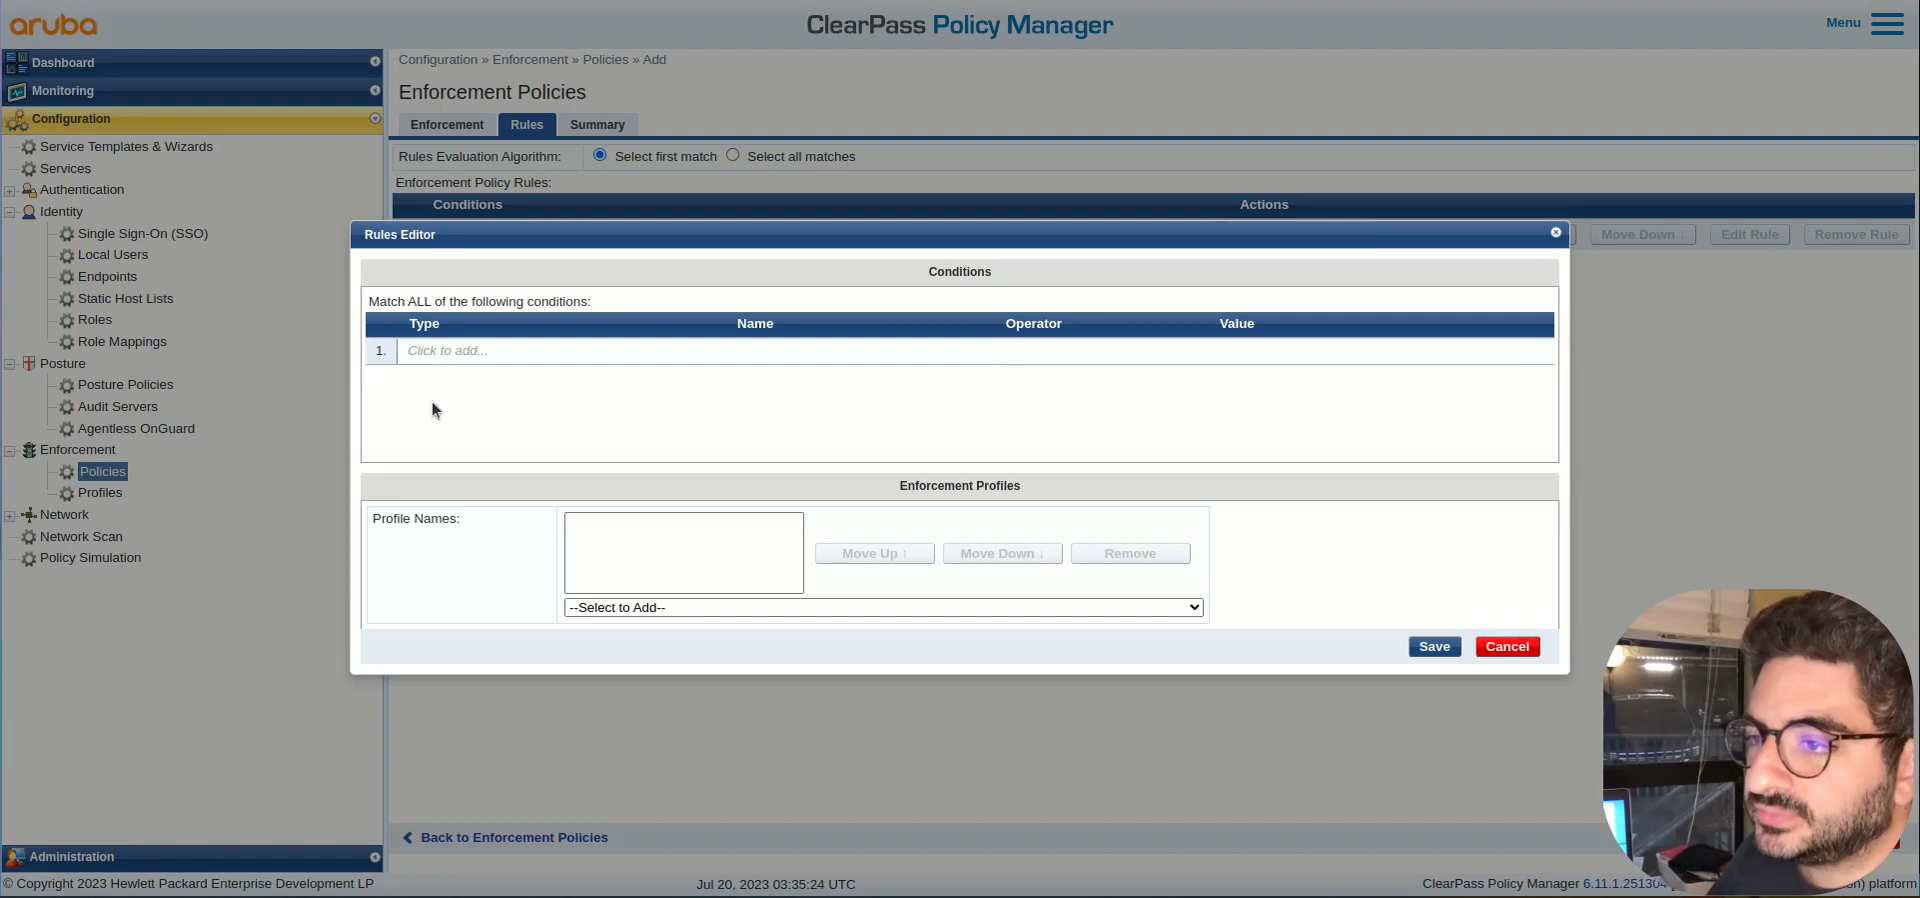 aruba
ClearPass Policy Manager
Menu
Dashboard
Monitoring
Configuration
Service Templates & Wizards
Services
Authentication
Identity
Single Sign-On (SSO)
Local Users
Endpoints
Static Host Lists
Roles
Role Mappings
Posture
Posture Policies
Audit Servers
Agentless OnGuard
Enforcement
Policies
Profiles
Network
Network Scan
Policy Simulation
Administration
Configuration » Enforcement » Policies » Add
Enforcement Policies
Enforcement Rules Summary
Rules Evaluation Algorithm: Select first match Select all matches
Enforcement Policy Rules:
Conditions Actions
Move Down ↓ Edit Rule Remove Rule
Rules Editor
Conditions
Match ALL of the following conditions:
Type Name Operator Value
1. Click to add...
Enforcement Profiles
Profile Names:
Move Up ↑ Move Down ↓ Remove
--Select to Add--
Save Cancel
Back to Enforcement Policies
© Copyright 2023 Hewlett Packard Enterprise Development LP Jul 20, 2023 03:35:24 UTC ClearPass Policy Manager platform